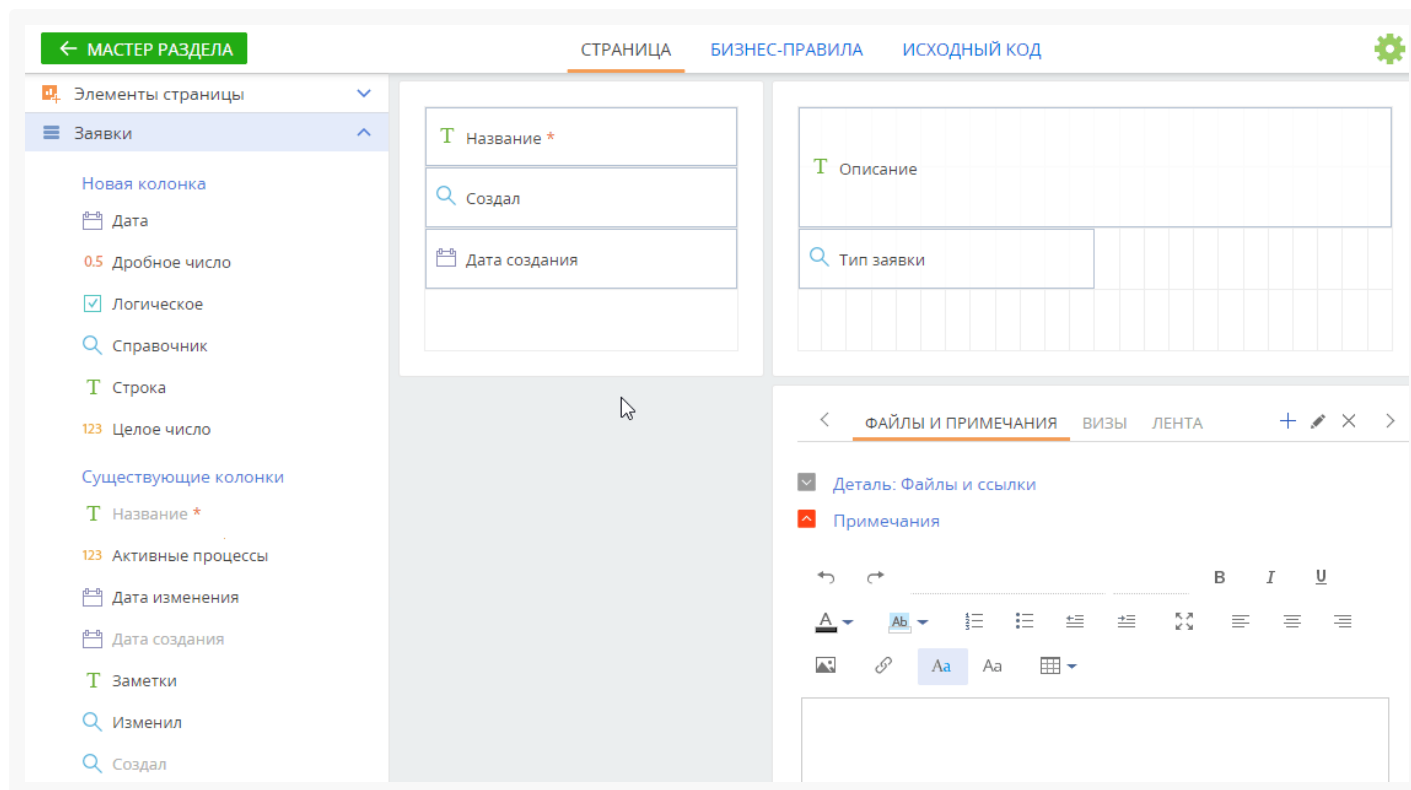 ← МАСТЕР РАЗДЕЛА
СТРАНИЦА БИЗНЕС-ПРАВИЛА ИСХОДНЫЙ КОД
Элементы страницы
Заявки
Новая колонка
Дата
0.5 Дробное число
Логическое
Справочник
T Строка
123 Целое число
Существующие колонки
T Название *
123 Активные процессы
Дата изменения
Дата создания
T Заметки
Изменил
Создал
T Название *
Создал
Дата создания
T Описание
Тип заявки
ФАЙЛЫ И ПРИМЕЧАНИЯ ВИЗЫ ЛЕНТА
Деталь: Файлы и ссылки
Примечания
B I U
A Ab
Aa Aa